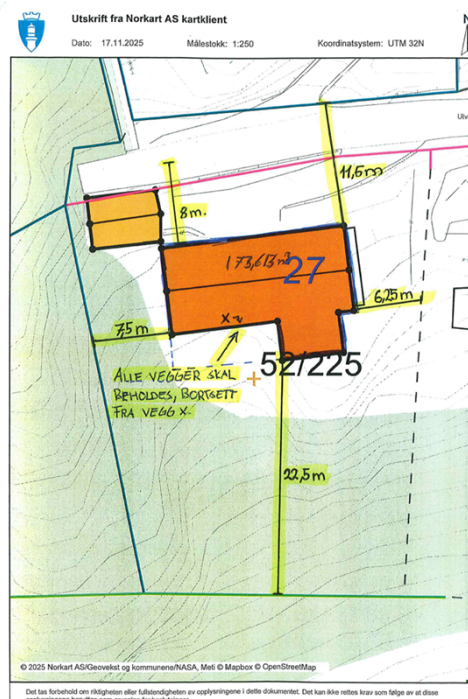 Utskrift fra Norkart AS kartklient
Dato: 17.11.2025 Målestokk: 1:250 Koordinatsystem: UTM 32N
11,5m
8m.
173,613m²
27
6,25m
7,5m
X
52/225
ALLE VEGGER SKAL
BEHOLDES, BORTSETT
FRA VEGG X.
22,5m
© 2025 Norkart AS/Geovekst og kommunene/NASA, Meti © Mapbox © OpenStreetMap
Det tas forbehold om riktigheten eller fullstendigheten av opplysningene i dette dokumentet. Det kan ikke rettes krav som følge av at disse